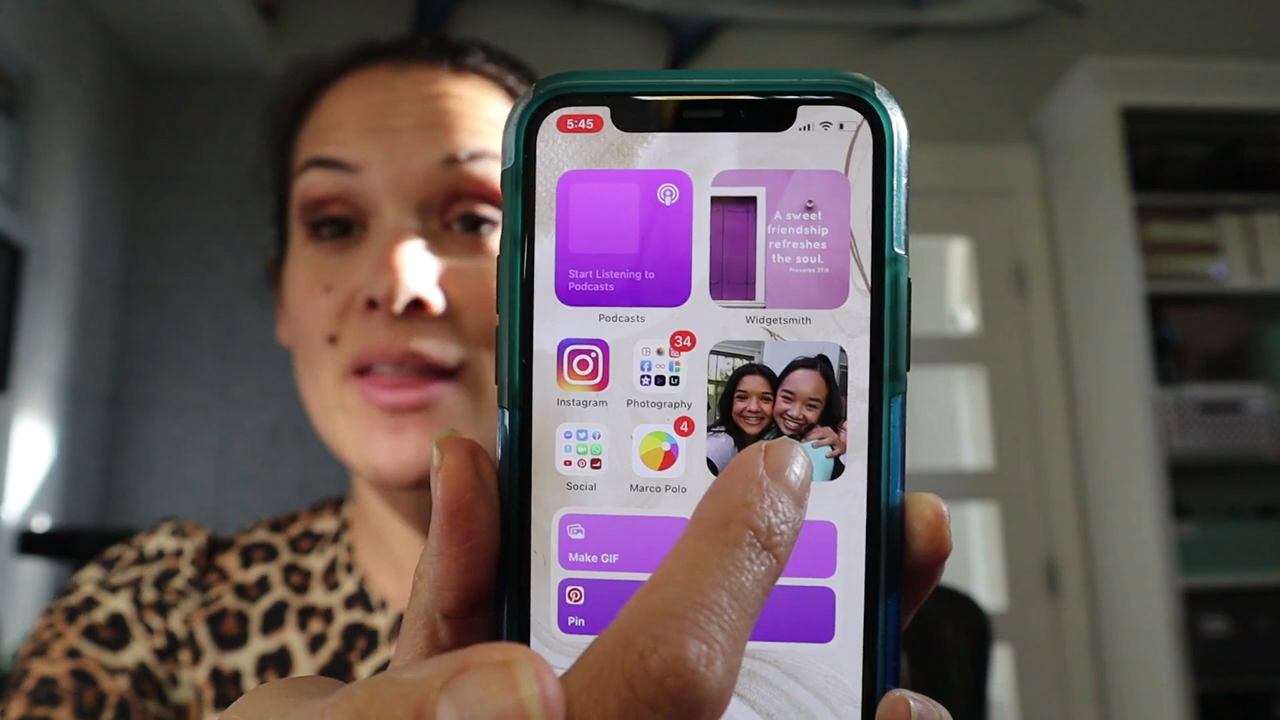 5:45
Start Listening to
Podcasts
A sweet
friendship
refreshes
the soul.
Proverbs 27:9
Podcasts
Widgetsmith
34
Instagram
Photography
4
Social
Marco Polo
Make GIF
Pin